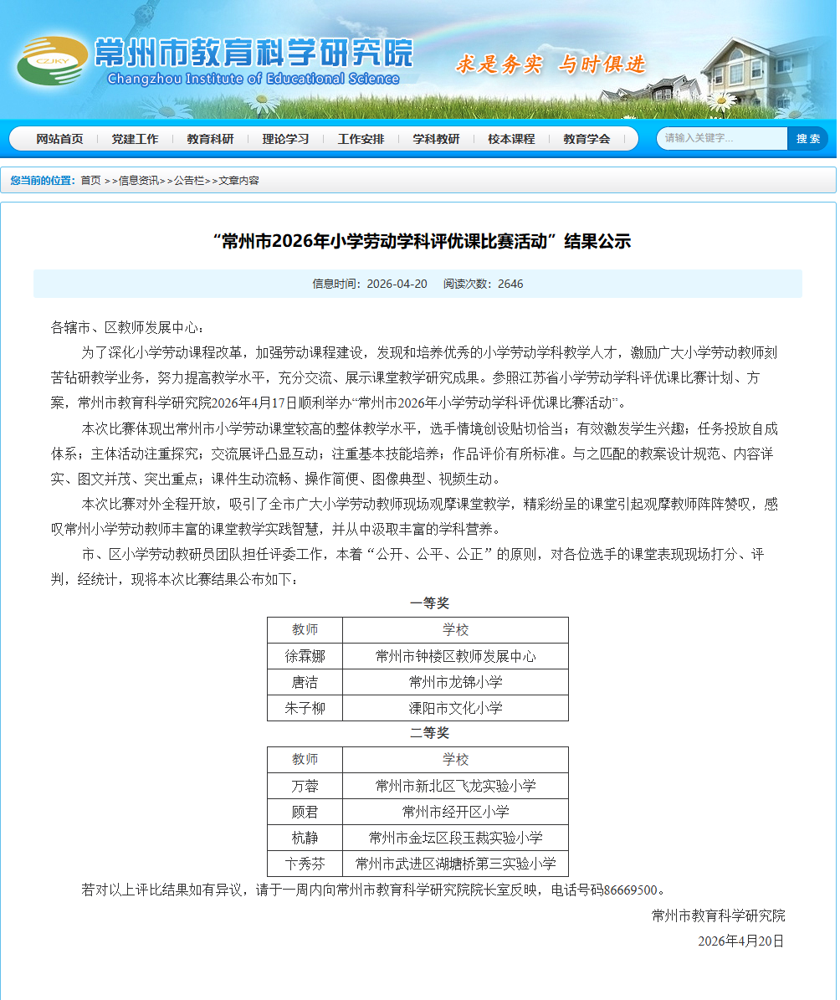 CZJKY
常州市教育科学研究院
Changzhou Institute of Educational Science
求是务实 与时俱进
网站首页 党建工作 教育科研 理论学习 工作安排 学科教研 校本课程 教育学会 请输入关键字... 搜 索
您当前的位置：首页 >>信息资讯>>公告栏>>文章内容
“常州市2026年小学劳动学科评优课比赛活动”结果公示
信息时间：2026-04-20 阅读次数：2646
各辖市、区教师发展中心：
为了深化小学劳动课程改革，加强劳动课程建设，发现和培养优秀的小学劳动学科教学人才，激励广大小学劳动教师刻
苦钻研教学业务，努力提高教学水平，充分交流、展示课堂教学研究成果。参照江苏省小学劳动学科评优课比赛计划、方
案，常州市教育科学研究院2026年4月17日顺利举办“常州市2026年小学劳动学科评优课比赛活动”。
本次比赛体现出常州市小学劳动课堂较高的整体教学水平，选手情境创设贴切恰当；有效激发学生兴趣；任务投放自成
体系；主体活动注重探究；交流展评凸显互动；注重基本技能培养；作品评价有所标准。与之匹配的教案设计规范、内容详
实、图文并茂、突出重点；课件生动流畅、操作简便、图像典型、视频生动。
本次比赛对外全程开放，吸引了全市广大小学劳动教师现场观摩课堂教学，精彩纷呈的课堂引起观摩教师阵阵赞叹，感
叹常州小学劳动教师丰富的课堂教学实践智慧，并从中汲取丰富的学科营养。
市、区小学劳动教研员团队担任评委工作，本着“公开、公平、公正”的原则，对各位选手的课堂表现现场打分、评
判，经统计，现将本次比赛结果公布如下：
一等奖
教师 学校
徐霖娜 常州市钟楼区教师发展中心
唐洁 常州市龙锦小学
朱子柳 溧阳市文化小学
二等奖
教师 学校
万蓉 常州市新北区飞龙实验小学
顾君 常州市经开区小学
杭静 常州市金坛区段玉裁实验小学
卞秀芬 常州市武进区湖塘桥第三实验小学
若对以上评比结果如有异议，请于一周内向常州市教育科学研究院院长室反映，电话号码86669500。
常州市教育科学研究院
2026年4月20日